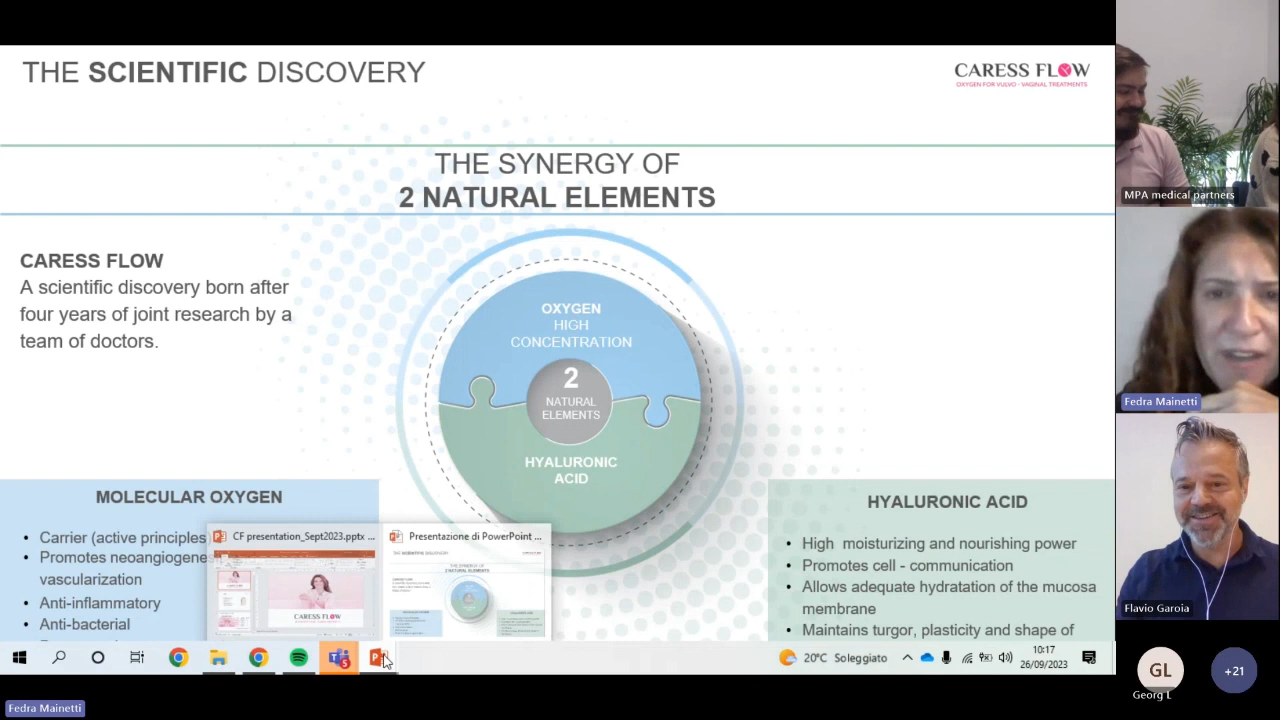 THE SCIENTIFIC DISCOVERY
CARESS FLOW
OXYGEN FOR VULVO - VAGINAL TREATMENTS
THE SYNERGY OF
2 NATURAL ELEMENTS
CARESS FLOW
A scientific discovery born after
four years of joint research by a
team of doctors.
OXYGEN
HIGH
CONCENTRATION
2
NATURAL
ELEMENTS
HYALURONIC
ACID
MOLECULAR OXYGEN
• Carrier (active principles
• Promotes neoangiogene
vascularization
• Anti-inflammatory
• Anti-bacterial
CF presentation_Sept2023.pptx ...
CARESS FLOW
Presentazione di PowerPoint ...
HYALURONIC ACID
• High moisturizing and nourishing power
• Promotes cell - communication
• Allows adequate hydratation of the mucosa
membrane
• Maintains turgor, plasticity and shape of
20°C Soleggiato
10:17
26/09/2023
MPA medical partners
Fedra Mainetti
Flavio Garoia
GL
Georg L
+21
Fedra Mainetti